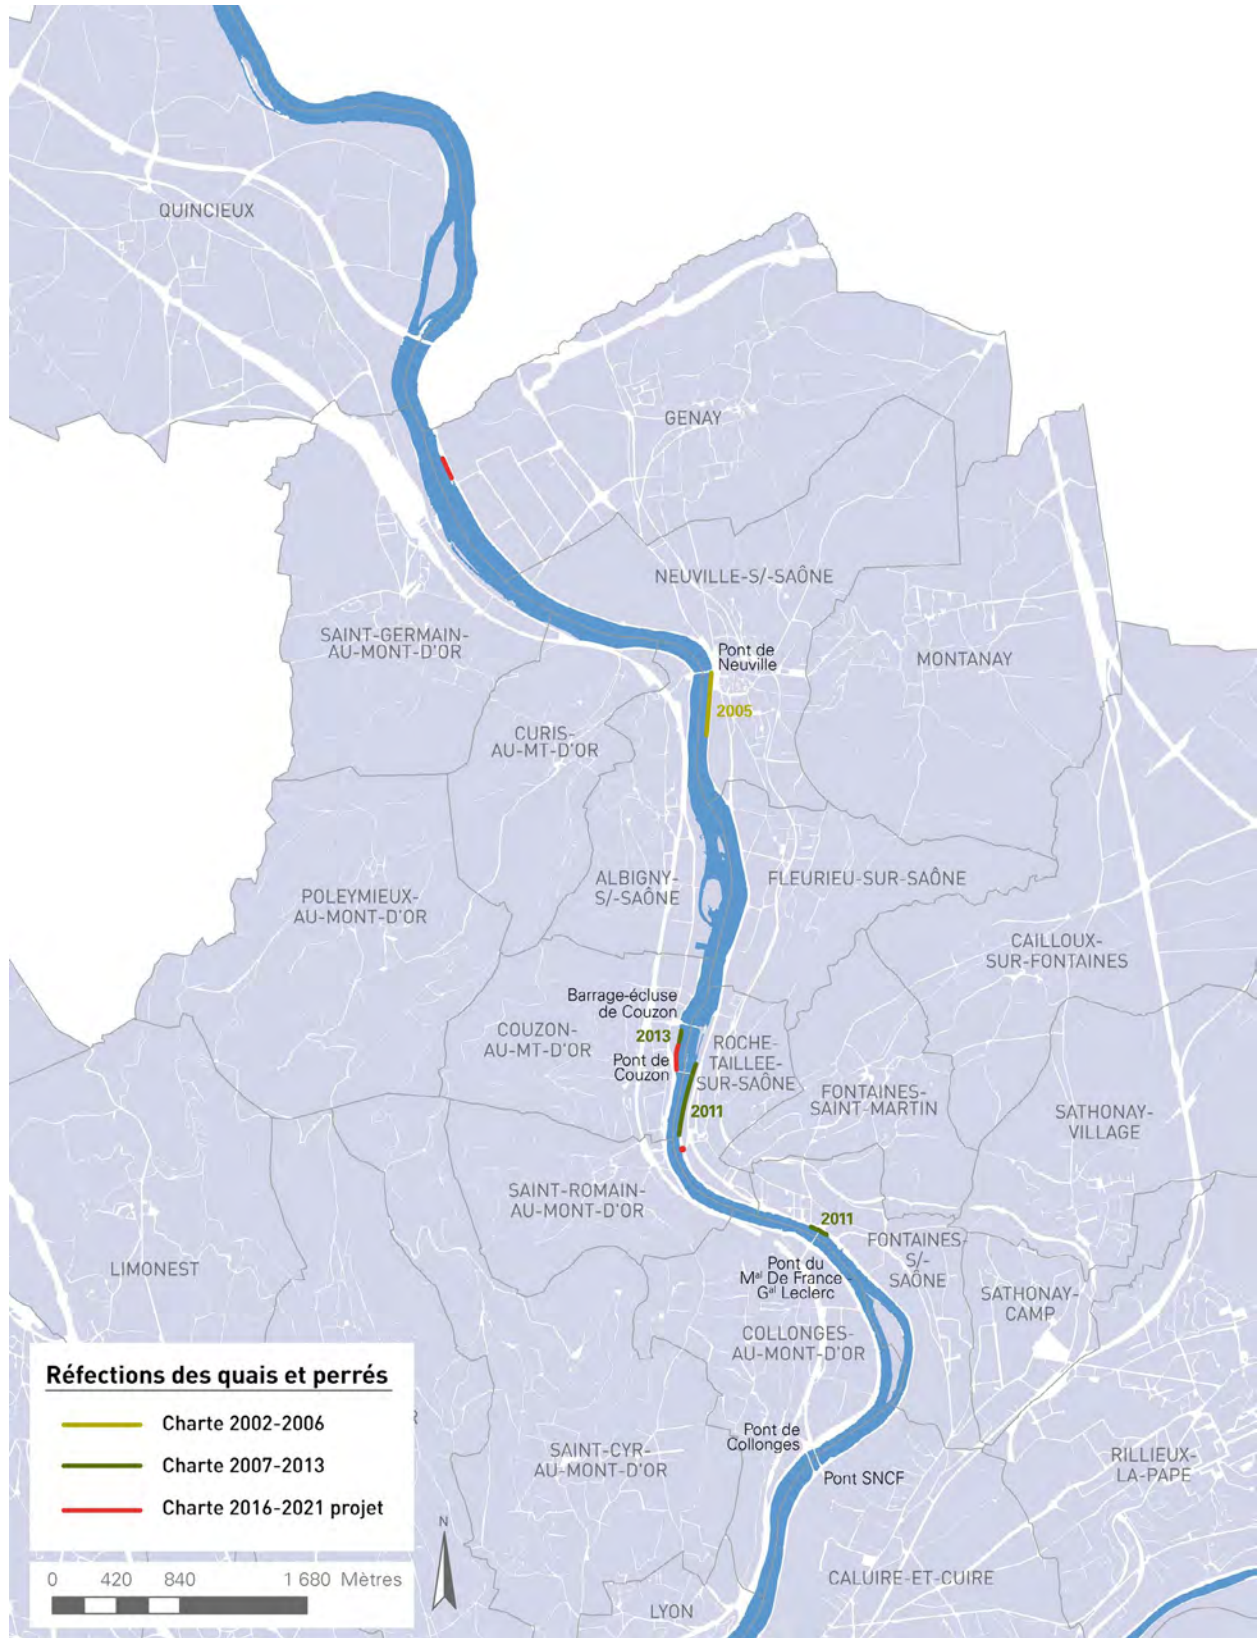 QUINCIEUX
GENAY
NEUVILLE-S/-SAÔNE
SAINT-GERMAIN-
AU-MONT-D'OR
Pont de
Neuville
MONTANAY
2005
CURIS-
AU-MT-D'OR
ALBIGNY-
S/-SAÔNE
FLEURIEU-SUR-SAÔNE
POLEYMIEUX-
AU-MONT-D'OR
CAILLOUX-
SUR-FONTAINES
Barrage-écluse
de Couzon
COUZON-
AU-MT-D'OR
2013
Pont de
Couzon
ROCHE-
TAILLEE-
SUR-SAÔNE
2011
FONTAINES-
SAINT-MARTIN
SATHONAY-
VILLAGE
SAINT-ROMAIN-
AU-MONT-D'OR
2011
FONTAINES-
S/-
SAÔNE
LIMONEST
Pont du
Mal De France -
Gal Leclerc
SATHONAY-
CAMP
COLLONGES-
AU-MONT-D'OR
Réfections des quais et perrés
Charte 2002-2006
Charte 2007-2013
Charte 2016-2021 projet
R
SAINT-CYR-
AU-MONT-D'OR
Pont de
Collonges
Pont SNCF
RILLIEUX-
LA-PAPE
N
0 420 840 1 680 Mètres
CALUIRE-ET-CUIRE
LYON